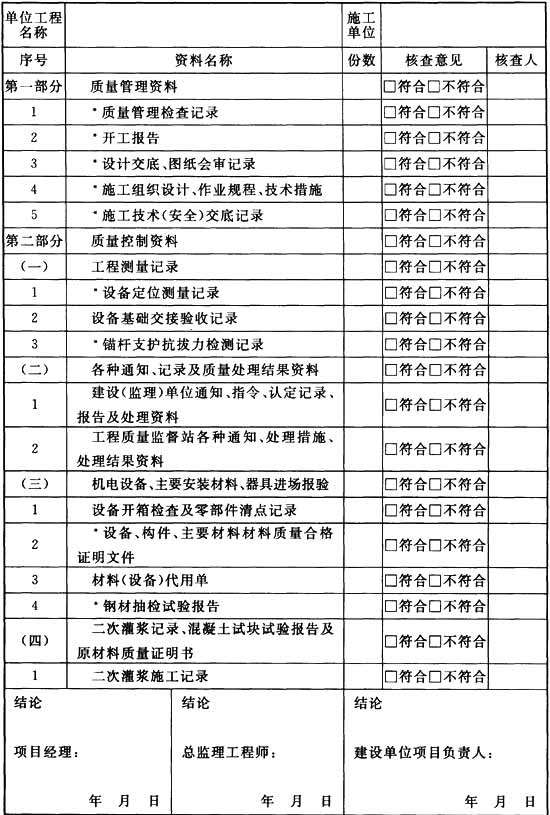 单位工程名称 施工单位
序号 资料名称 份数 核查意见 核查人
第一部分 质量管理资料 □符合□不符合
1 *质量管理检查记录 □符合□不符合
2 *开工报告 □符合□不符合
3 *设计交底、图纸会审记录 □符合□不符合
4 *施工组织设计、作业规程、技术措施 □符合□不符合
5 *施工技术(安全)交底记录 □符合□不符合
第二部分 质量控制资料 □符合□不符合
(一) 工程测量记录 □符合□不符合
1 *设备定位测量记录 □符合□不符合
2 设备基础交接验收记录 □符合□不符合
3 *锚杆支护抗拔力检测记录 □符合□不符合
(二) 各种通知、记录及质量处理结果资料 □符合□不符合
1 建设(监理)单位通知、指令、认定记录、
报告及处理资料 □符合□不符合
2 工程质量监督站各种通知、处理措施、
处理结果资料 □符合□不符合
(三) 机电设备、主要安装材料、器具进场报验 □符合□不符合
1 设备开箱检查及零部件清点记录 □符合□不符合
2 *设备、构件、主要材料材料质量合格
证明文件 □符合□不符合
3 材料(设备)代用单 □符合□不符合
4 *钢材抽检试验报告 □符合□不符合
(四) 二次灌浆记录、混凝土试块试验报告及
原材料质量证明书 □符合□不符合
1 二次灌浆施工记录 □符合□不符合
结论 结论 结论
项目经理: 总监理工程师: 建设单位项目负责人:
年 月 日 年 月 日 年 月 日